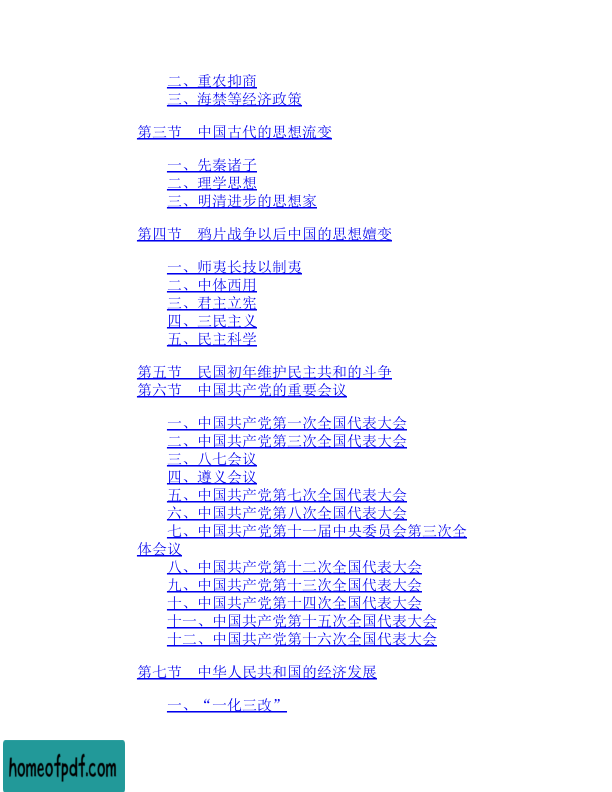 二、重农抑商
三、海禁等经济政策
第三节　中国古代的思想流变
一、先秦诸子
二、理学思想
三、明清进步的思想家
第四节　鸦片战争以后中国的思想嬗变
一、师夷长技以制夷
二、中体西用
三、君主立宪
四、三民主义
五、民主科学
第五节　民国初年维护民主共和的斗争
第六节　中国共产党的重要会议
一、中国共产党第一次全国代表大会
二、中国共产党第三次全国代表大会
三、八七会议
四、遵义会议
五、中国共产党第七次全国代表大会
六、中国共产党第八次全国代表大会
七、中国共产党第十一届中央委员会第三次全
体会议
八、中国共产党第十二次全国代表大会
九、中国共产党第十三次全国代表大会
十、中国共产党第十四次全国代表大会
十一、中国共产党第十五次全国代表大会
十二、中国共产党第十六次全国代表大会
第七节　中华人民共和国的经济发展
一、“一化三改”
homeofpdf.com